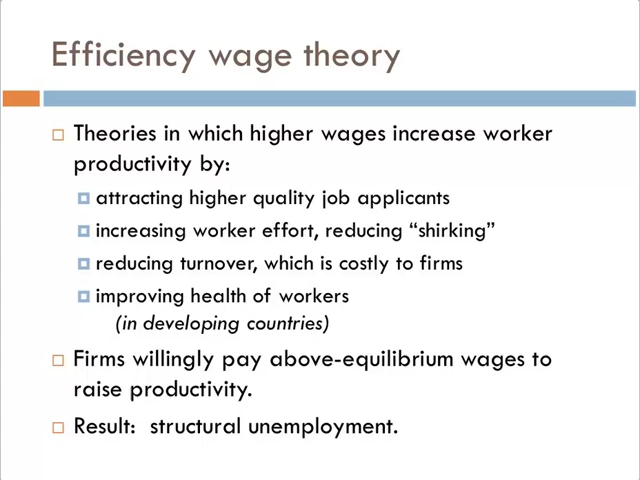 Efficiency wage theory
Theories in which higher wages increase worker
productivity by:
attracting higher quality job applicants
increasing worker effort, reducing “shirking”
reducing turnover, which is costly to firms
improving health of workers
(in developing countries)
Firms willingly pay above-equilibrium wages to
raise productivity.
Result:  structural unemployment.